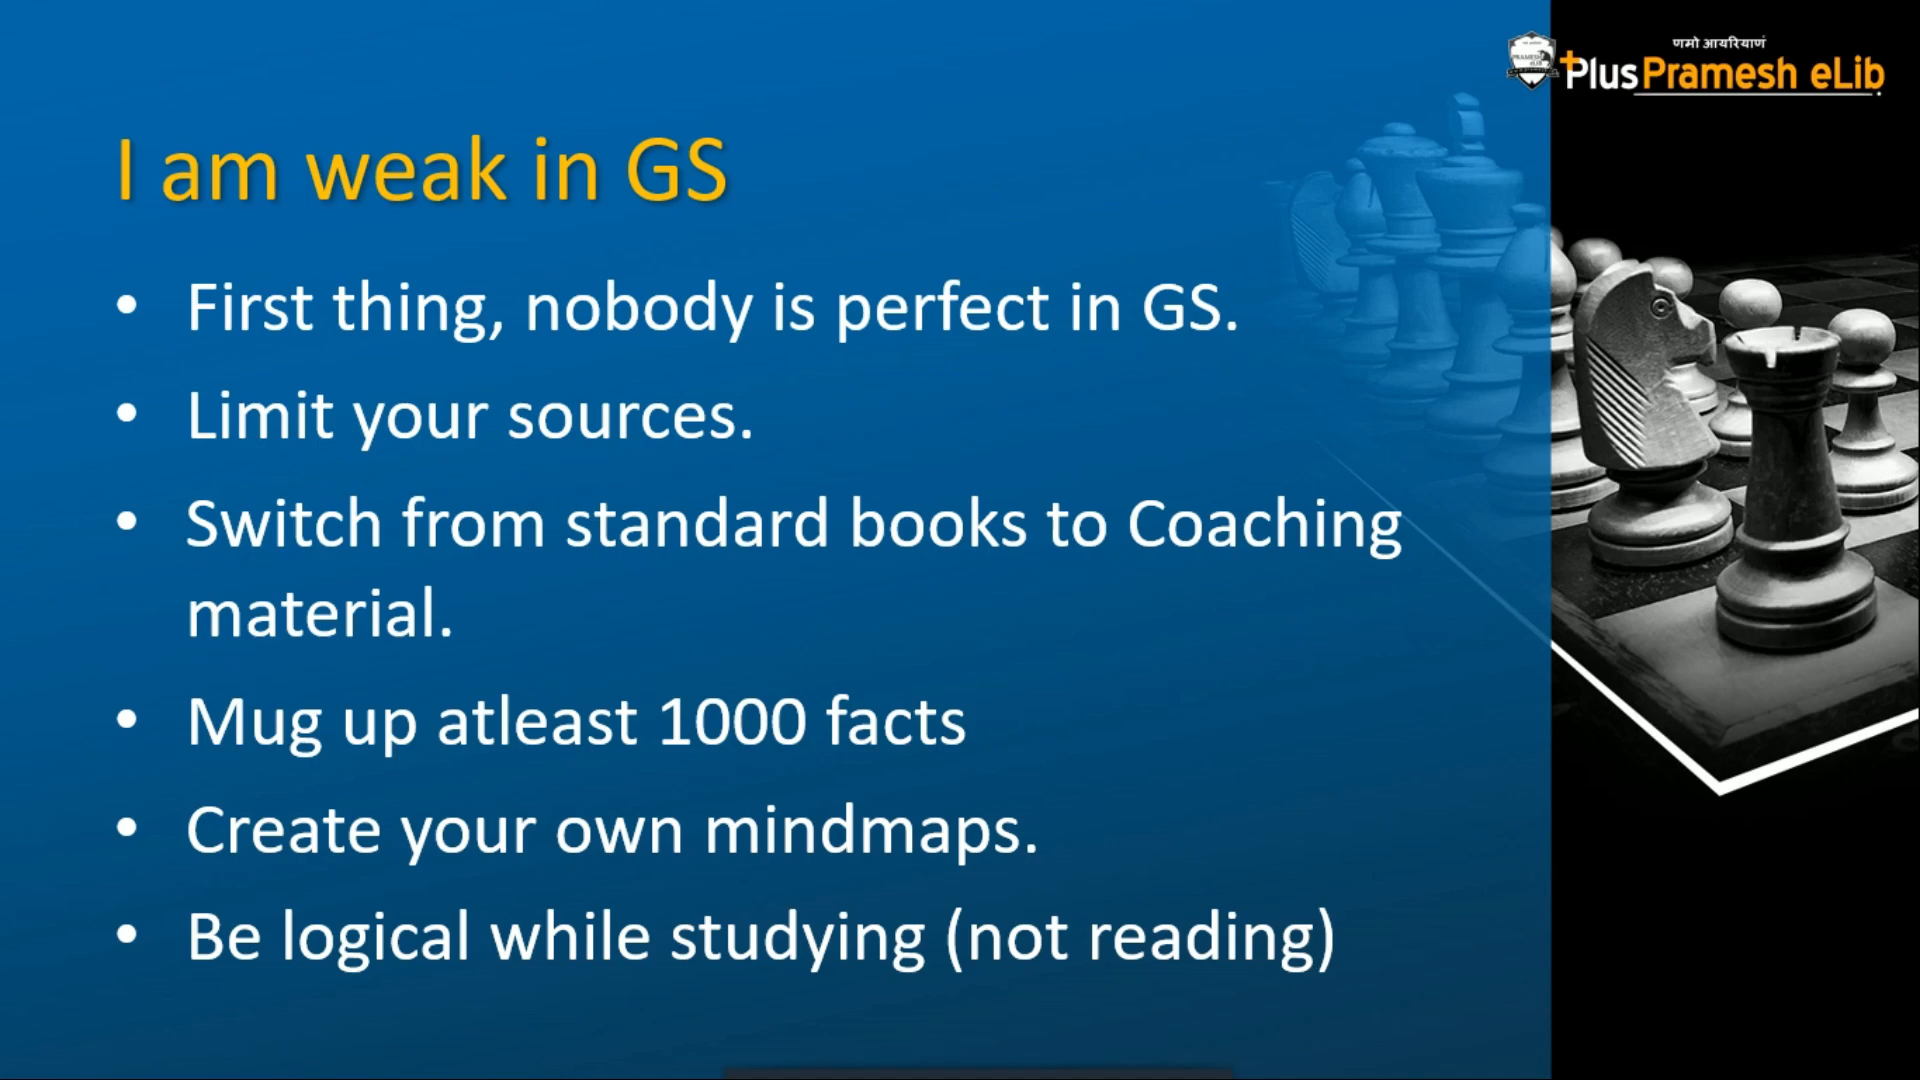 णमो आयरियाणं
Plus Pramesh eLib
I am weak in GS
• First thing, nobody is perfect in GS.
• Limit your sources.
• Switch from standard books to Coaching
material.
• Mug up atleast 1000 facts
• Create your own mindmaps.
• Be logical while studying (not reading)